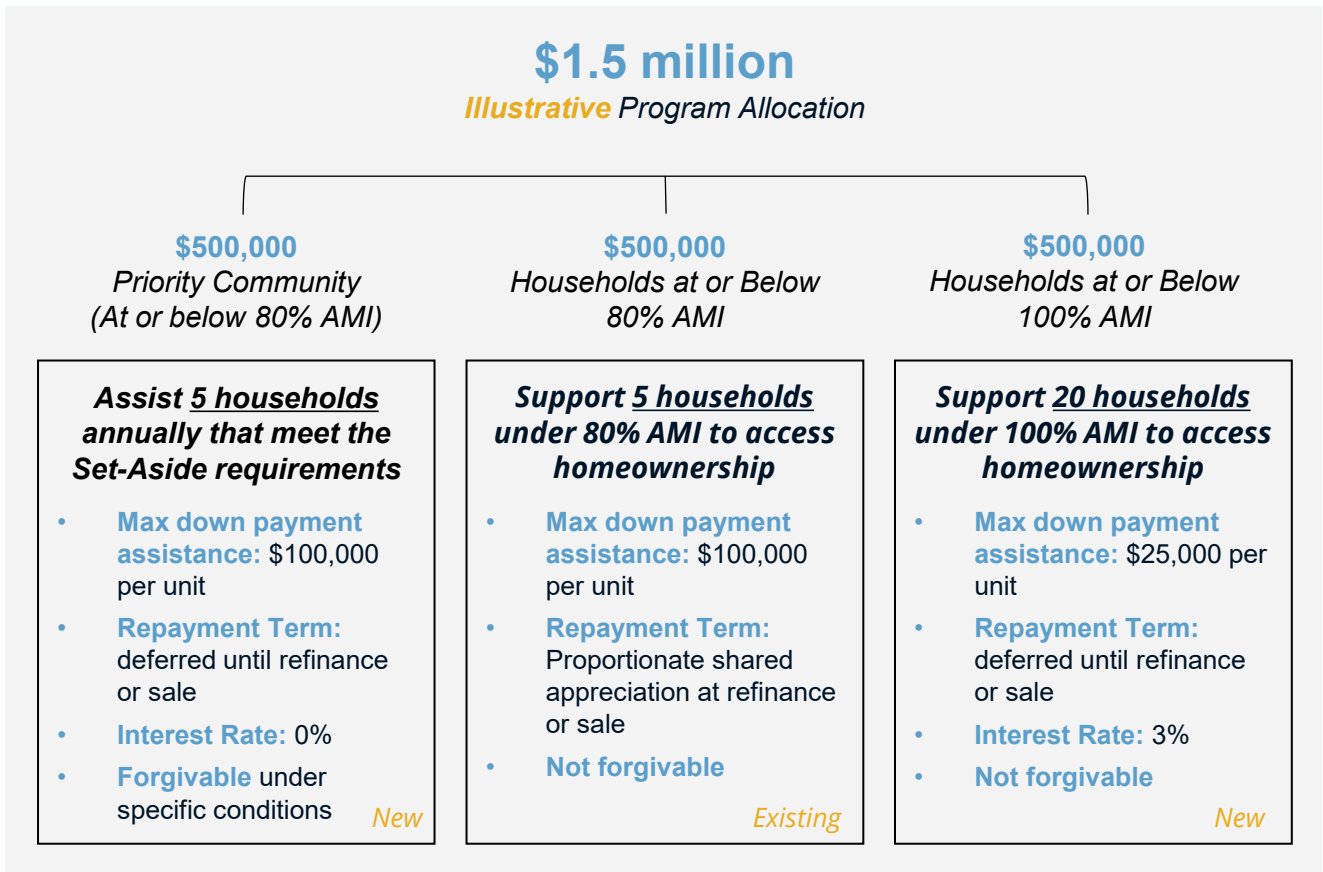 $1.5 million
Illustrative Program Allocation
$500,000
Priority Community
(At or below 80% AMI)
Assist 5 households
annually that meet the
Set-Aside requirements
• Max down payment
assistance: $100,000
per unit
• Repayment Term:
deferred until refinance
or sale
• Interest Rate: 0%
• Forgivable under
specific conditions
New
$500,000
Households at or Below
80% AMI
Support 5 households
under 80% AMI to access
homeownership
• Max down payment
assistance: $100,000
per unit
• Repayment Term:
Proportionate shared
appreciation at refinance
or sale
• Not forgivable
Existing
$500,000
Households at or Below
100% AMI
Support 20 households
under 100% AMI to access
homeownership
• Max down payment
assistance: $25,000 per
unit
• Repayment Term:
deferred until refinance
or sale
• Interest Rate: 3%
• Not forgivable
New